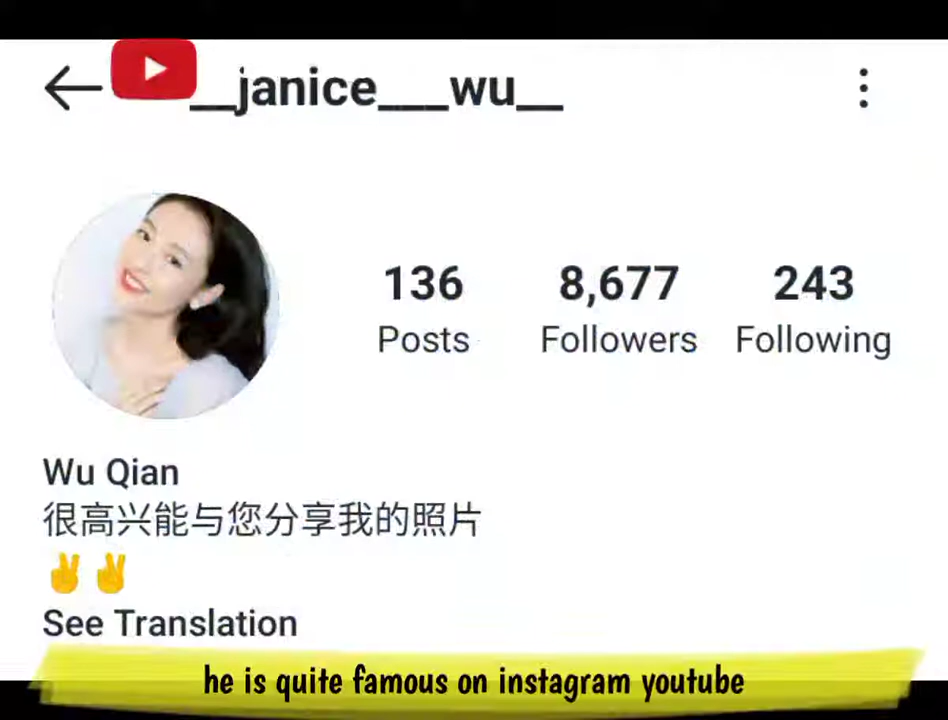 __janice___wu__
136 8,677 243
Posts Followers Following
Wu Qian
很高兴能与您分享我的照片
✌✌
See Translation
he is quite famous on instagram youtube